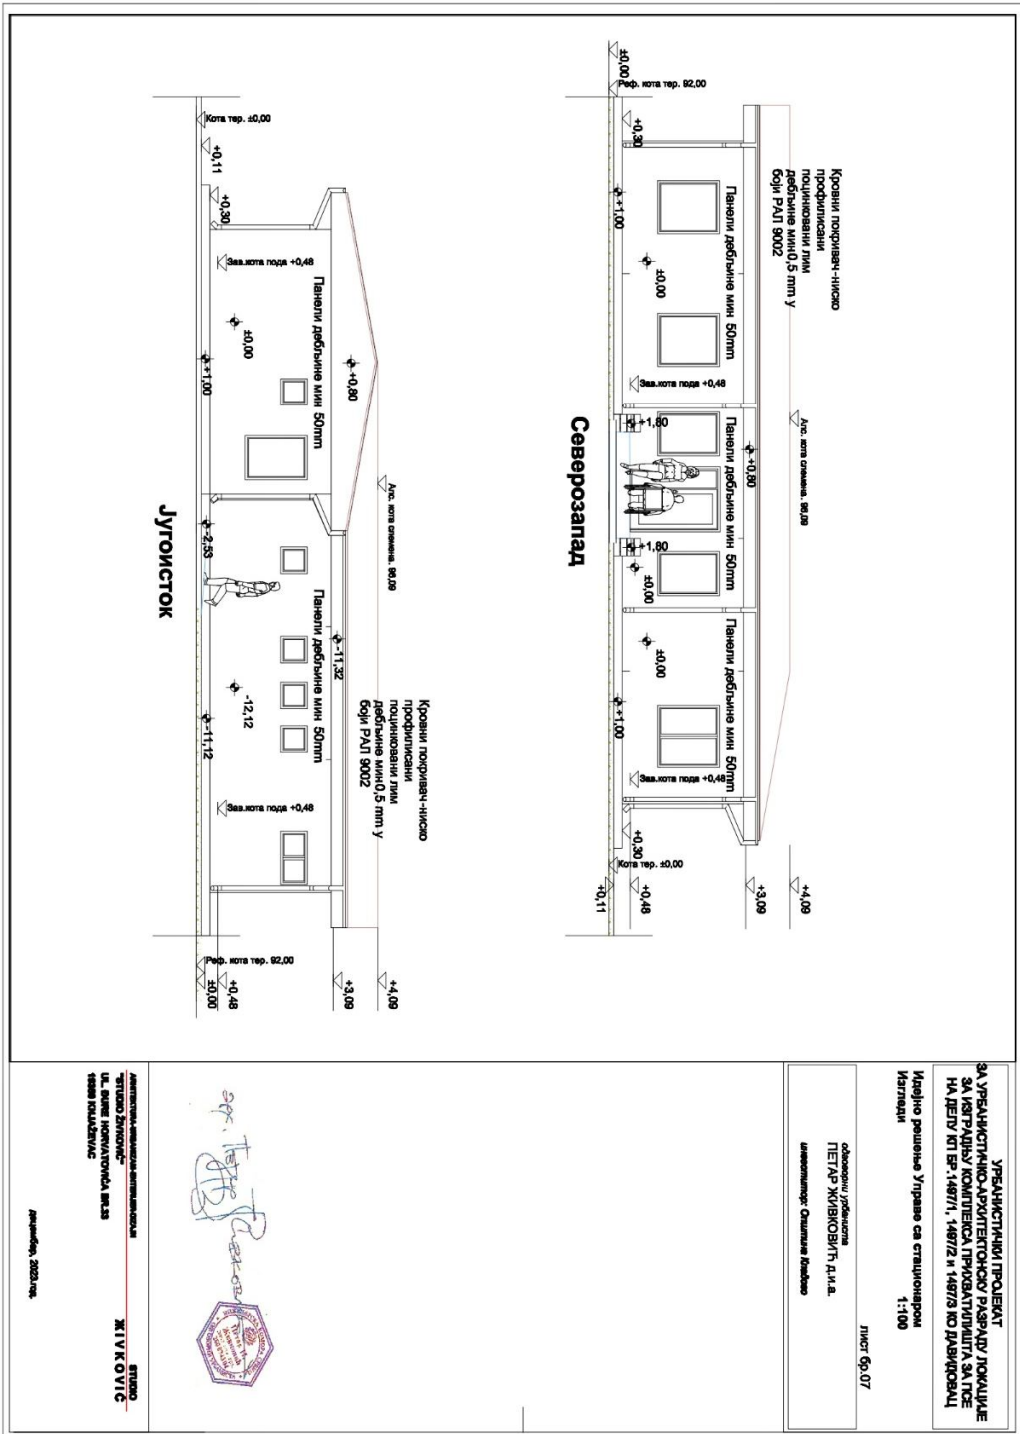 ±0,00
Реф. кота тер. 92,00
+0,30
+1,00
±0,00
Панели дебљине мин 50mm
Кровни покривач-ниско
профилисани
поцинковани лим
дебљине мин0,5 mm у
боји РАЛ 9002
Зав.кота пода +0,48
+1,60
+0,80
Апс. кота слемена. 96,09
Панели дебљине мин 50mm
+1,60
±0,00
±0,00
Панели дебљине мин 50mm
+1,00
Зав.кота пода +0,48
+0,30
Кота тер. ±0,00
+0,11
+0,48
+3,09
+4,09
Северозапад
Кота тер. ±0,00
+0,11
+0,30
Зав.кота пода +0,48
±0,00
Панели дебљине мин 50mm
+1,00
+0,80
Апс. кота слемена. 96,09
-2,53
Панели дебљине мин 50mm
-11,32
-12,12
-11,12
Кровни покривач-ниско
профилисани
поцинковани лим
дебљине мин0,5 mm у
боји РАЛ 9002
Зав.кота пода +0,48
Реф. кота тер. 92,00
±0,00
+0,48
+3,09
+4,09
Југоисток
УРБАНИСТИЧКИ ПРОЈЕКАТ
ЗА УРБАНИСТИЧКО-АРХИТЕКТОНСКУ РАЗРАДУ ЛОКАЦИЈЕ
ЗА ИЗГРАДЊУ КОМПЛЕКСА ПРИХВАТИЛИШТА ЗА ПСЕ
НА ДЕЛУ КП БР.1497/1, 1497/2 и 1497/3 КО ДАВИДОВАЦ
Идејно решење Управе са стационаром
Изгледи
1:100
лист бр.07
одговорни урбаниста
ПЕТАР ЖИВКОВИЋ д.и.а.
инвеститор: Општина Кладово
"STUDIO ŽIVKOVIĆ"
UL. ĐURE HORVATOVIĆA BR.33
19350 KNJAŽEVAC
STUDIO
ŽIVKOVIĆ
децембар, 2023.год.